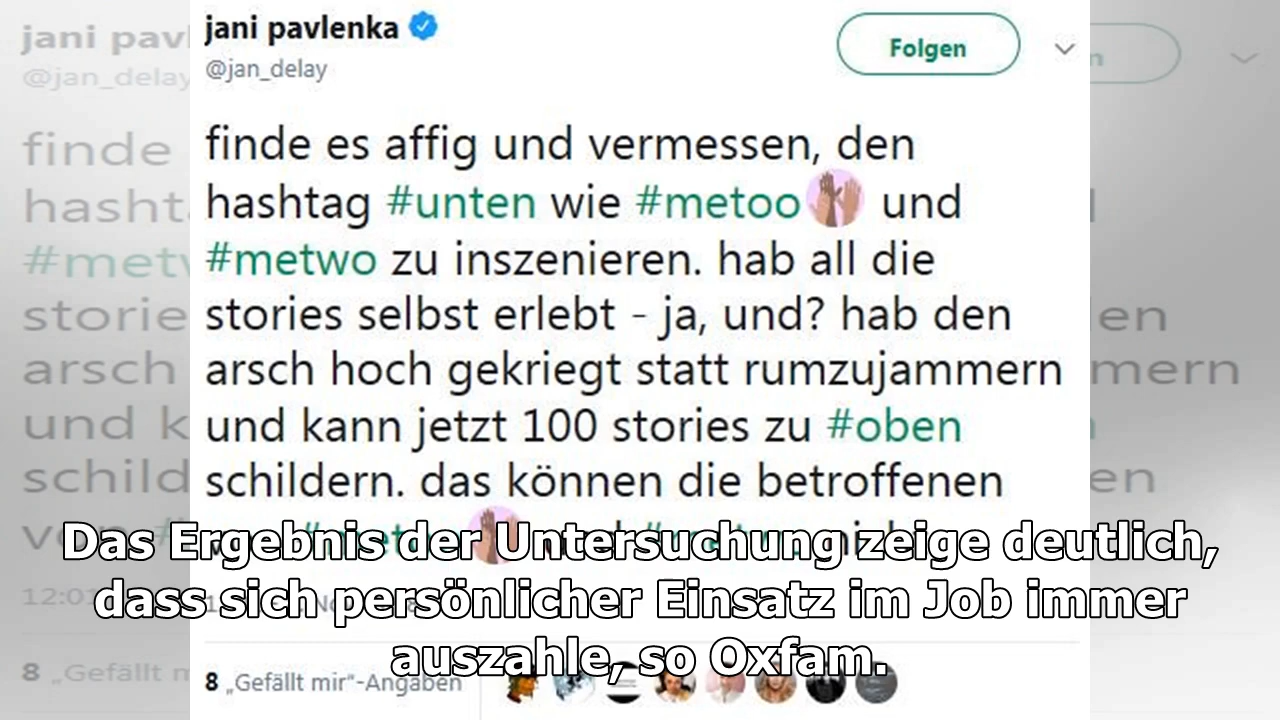 jani pavlenka
@jan_delay
Folgen
finde es affig und vermessen, den
hashtag #unten wie #metoo und
#metwo zu inszenieren. hab all die
stories selbst erlebt - ja, und? hab den
arsch hoch gekriegt statt rumzujammern
und kann jetzt 100 stories zu #oben
schildern. das können die betroffenen
Das Ergebnis der Untersuchung zeige deutlich,
dass sich persönlicher Einsatz im Job immer
auszahle, so Oxfam.
8 „Gefällt mir“-Angaben